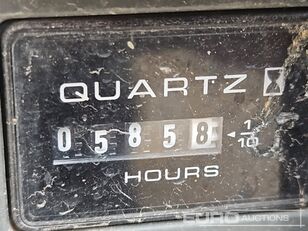 QUARTZ
05858 ◄ 1/10
HOURS
EURO
AUCTIONS